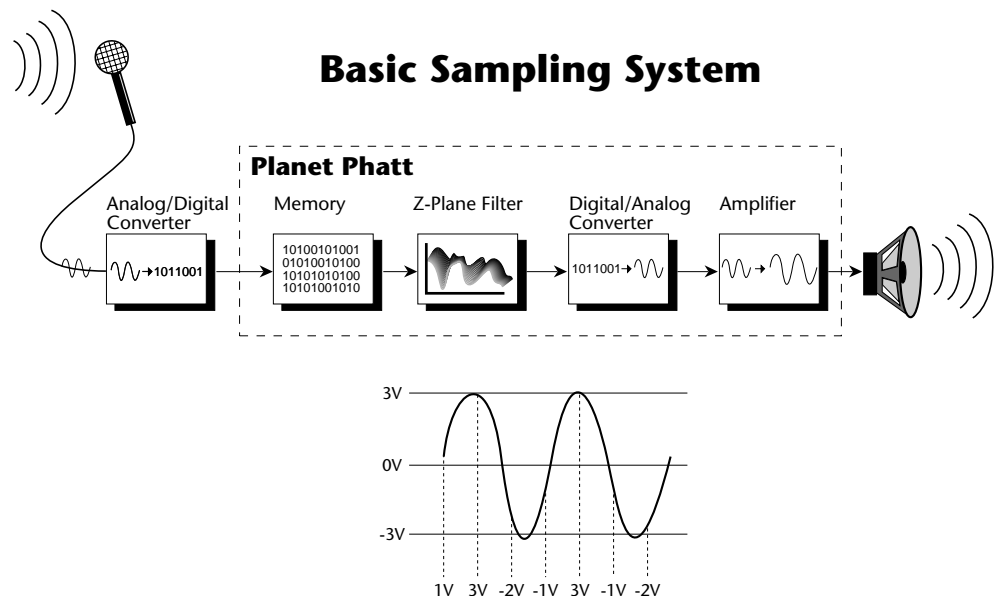 Basic Sampling System
Planet Phatt
Analog/Digital
Converter
Memory
Z-Plane Filter
Digital/Analog
Converter
Amplifier
1011001
10100101001
01010010100
10101010100
10101001010
1011001
3V
0V
-3V
1V 3V -2V -1V 3V -1V -2V